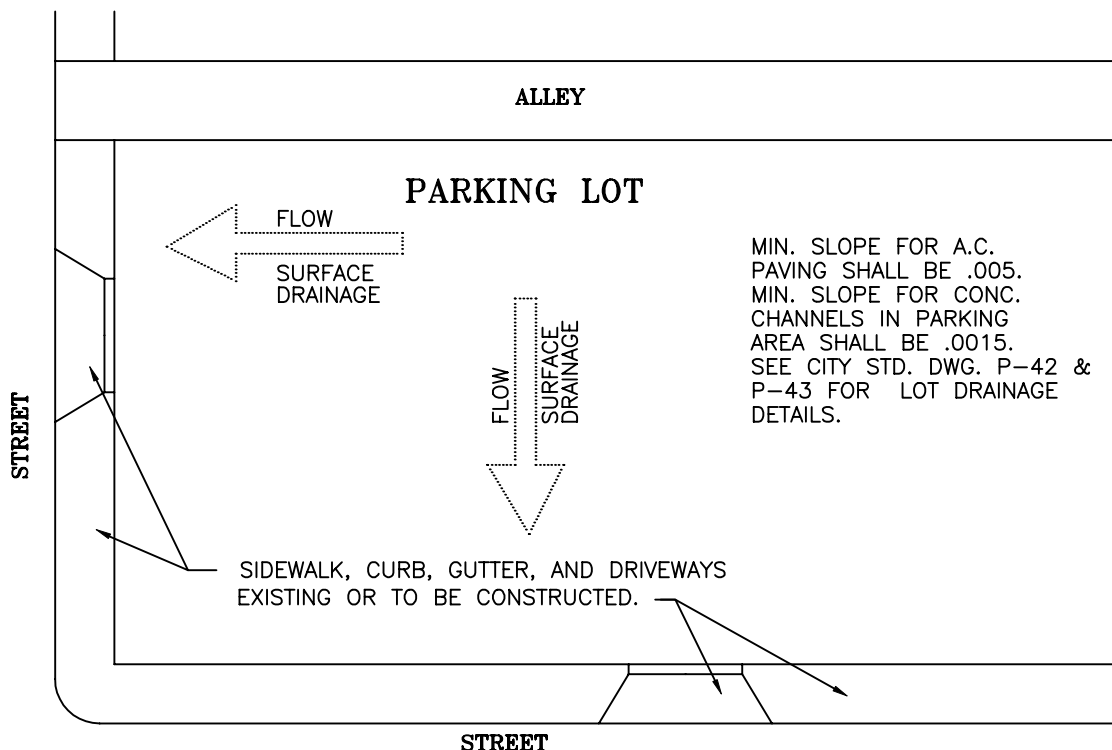 ALLEY
PARKING LOT
FLOW
SURFACE
DRAINAGE
MIN. SLOPE FOR A.C.
PAVING SHALL BE .005.
MIN. SLOPE FOR CONC.
CHANNELS IN PARKING
AREA SHALL BE .0015.
SEE CITY STD. DWG. P-42 &
P-43 FOR LOT DRAINAGE
DETAILS.
FLOW
SURFACE
DRAINAGE
STREET
SIDEWALK, CURB, GUTTER, AND DRIVEWAYS
EXISTING OR TO BE CONSTRUCTED.
STREET